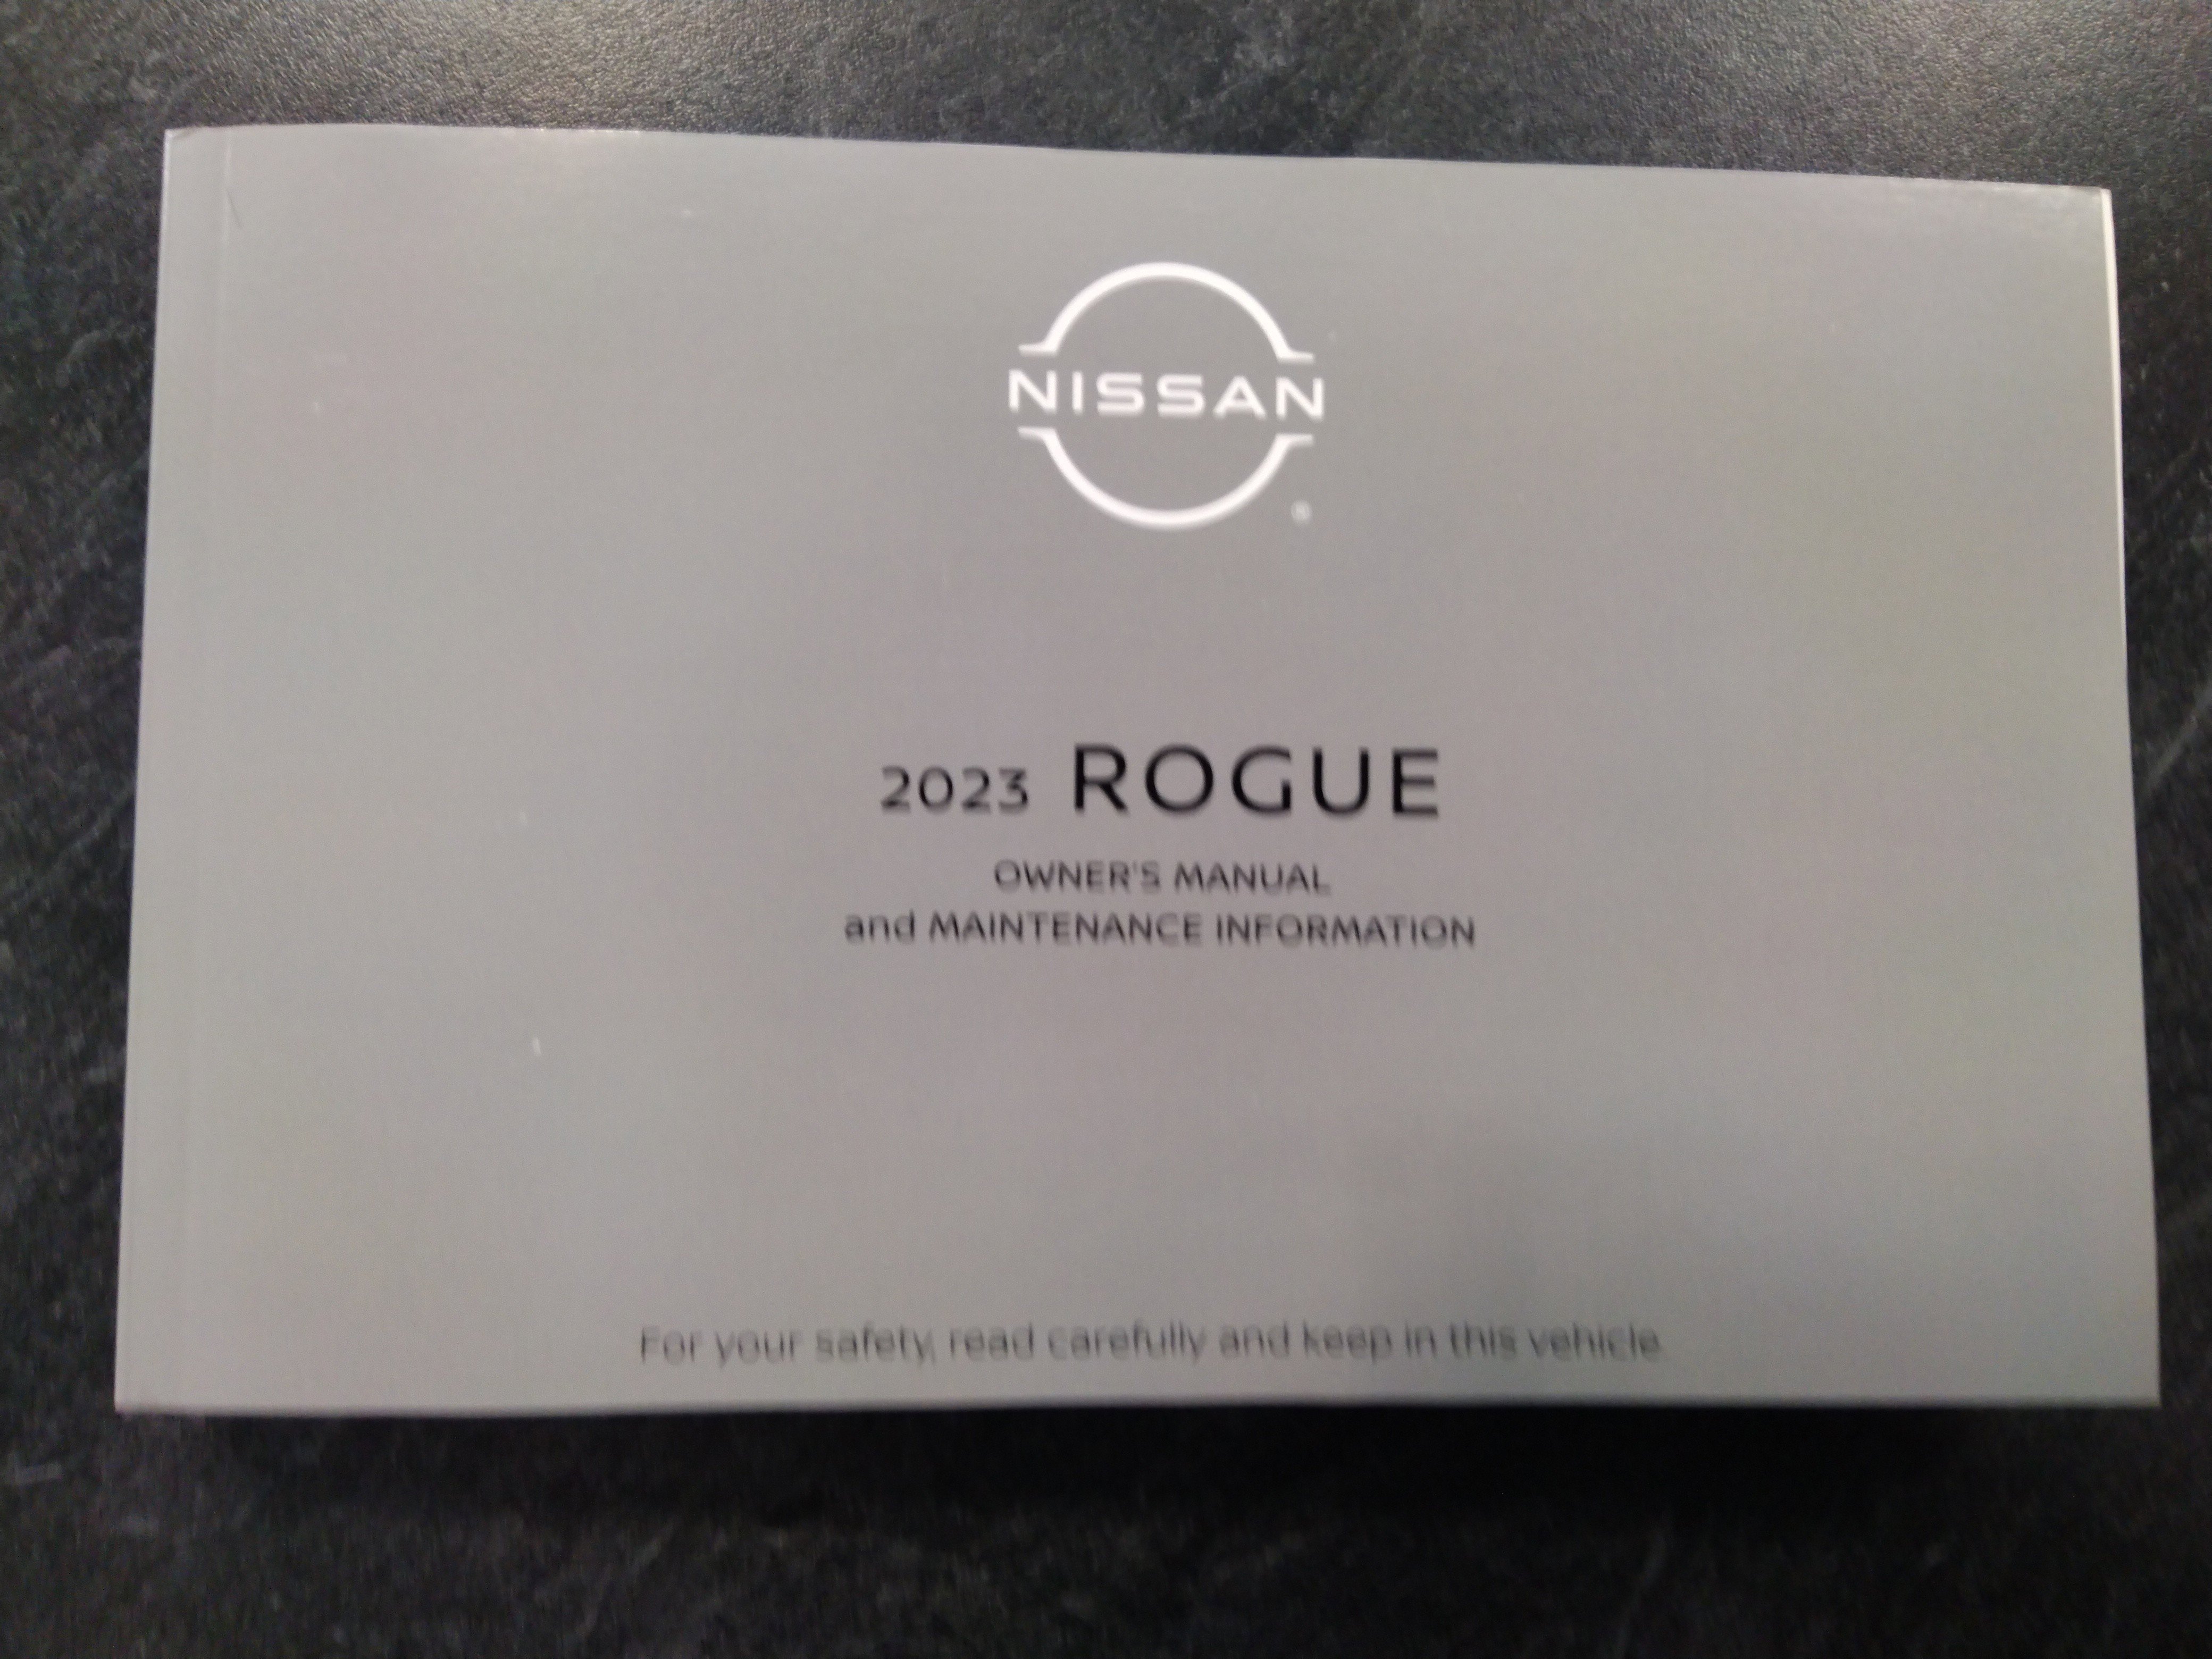 NISSAN
®
2023 ROGUE
OWNER'S MANUAL
and MAINTENANCE INFORMATION
For your safety, read carefully and keep in this vehicle.